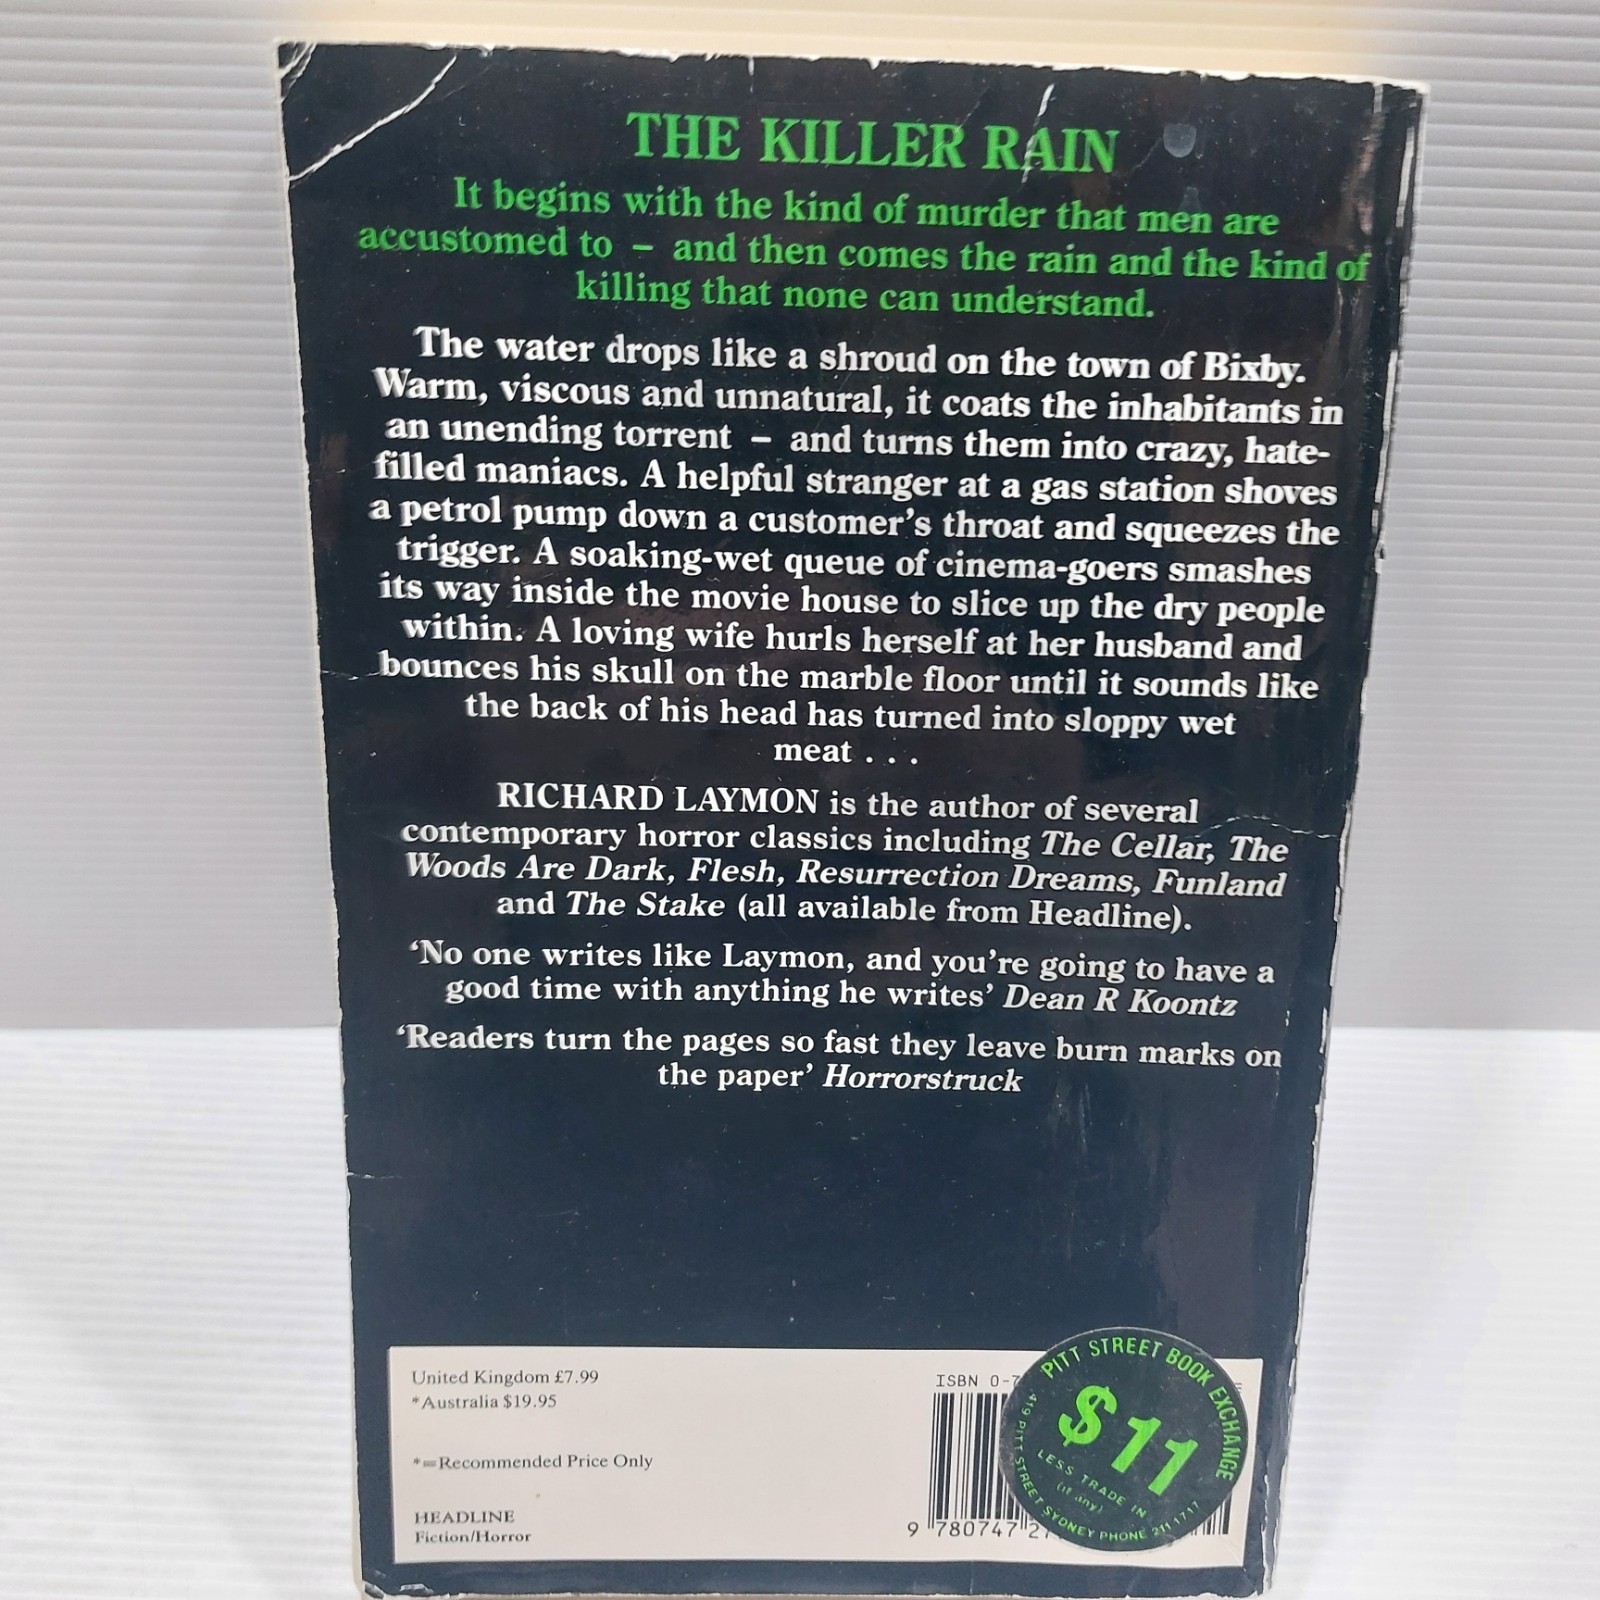 THE KILLER RAIN
It begins with the kind of murder that men are
accustomed to – and then comes the rain and the kind of
killing that none can understand.
The water drops like a shroud on the town of Bixby.
Warm, viscous and unnatural, it coats the inhabitants in
an unending torrent – and turns them into crazy, hate-
filled maniacs. A helpful stranger at a gas station shoves
a petrol pump down a customer's throat and squeezes the
trigger. A soaking-wet queue of cinema-goers smashes
its way inside the movie house to slice up the dry people
within. A loving wife hurls herself at her husband and
bounces his skull on the marble floor until it sounds like
the back of his head has turned into sloppy wet
meat . . .
RICHARD LAYMON is the author of several
contemporary horror classics including The Cellar, The
Woods Are Dark, Flesh, Resurrection Dreams, Funland
and The Stake (all available from Headline).
‘No one writes like Laymon, and you're going to have a
good time with anything he writes’ Dean R Koontz
‘Readers turn the pages so fast they leave burn marks on
the paper’ Horrorstruck
United Kingdom £7.99
*Australia $19.95
*=Recommended Price Only
HEADLINE
Fiction/Horror
ISBN 0-7
9 780747 2
PITT STREET BOOK EXCHANGE
$11
LESS TRADE IN
(if any)
419 PITT STREET SYDNEY PHONE 211 1717